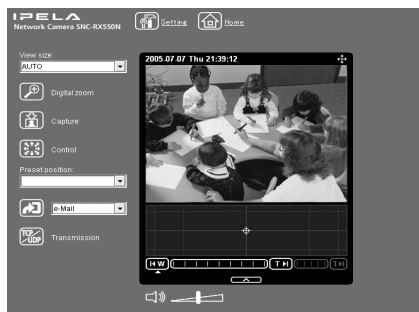 IPELA
Network Camera SNC-RX550N
Setting
Home
View size:
AUTO
Digital zoom
Capture
Control
Preset position:
e-Mail
TCP/UDP
Transmission
2005-07-07 Thu 21:39:12
W
T
T